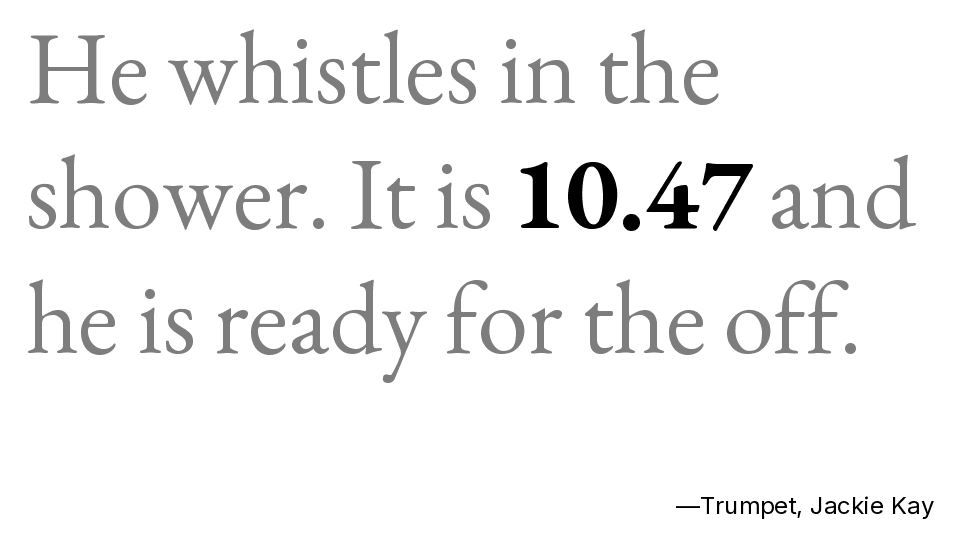 He whistles in the
shower. It is 10.47 and
he is ready for the off.
—Trumpet, Jackie Kay